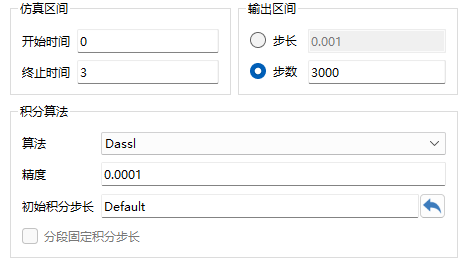 仿真区间
开始时间 0
终止时间 3
输出区间
步长 0.001
步数 3000
积分算法
算法 Dassl
精度 0.0001
初始积分步长 Default
分段固定积分步长